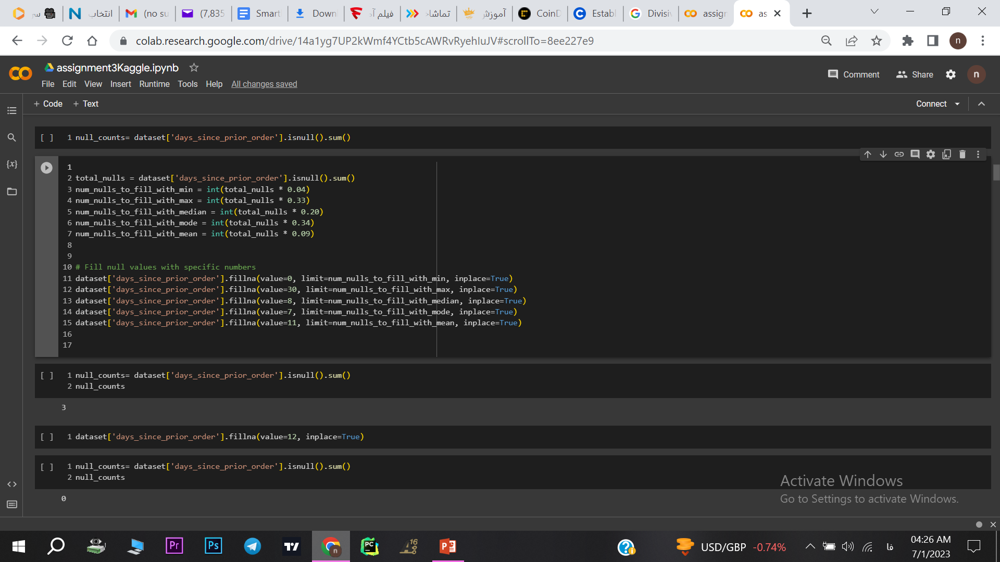 سر
انتخاب
(no su
(7,835
Smart
Down
فیلم آ
تماشا
آموزش
CoinD
Estab
Divisi
assign
as
colab.research.google.com/drive/14a1yg7UP2kWmf4YCtb5cAWRvRyehIuJV#scrollTo=8ee227e9
n
assignment3Kaggle.ipynb
File Edit View Insert Runtime Tools Help All changes saved
Comment Share n
+ Code + Text Connect
[ ] 1 null_counts= dataset['days_since_prior_order'].isnull().sum()
1
2 total_nulls = dataset['days_since_prior_order'].isnull().sum()
3 num_nulls_to_fill_with_min = int(total_nulls * 0.04)
4 num_nulls_to_fill_with_max = int(total_nulls * 0.33)
5 num_nulls_to_fill_with_median = int(total_nulls * 0.20)
6 num_nulls_to_fill_with_mode = int(total_nulls * 0.34)
7 num_nulls_to_fill_with_mean = int(total_nulls * 0.09)
8
9
10 # Fill null values with specific numbers
11 dataset['days_since_prior_order'].fillna(value=0, limit=num_nulls_to_fill_with_min, inplace=True)
12 dataset['days_since_prior_order'].fillna(value=30, limit=num_nulls_to_fill_with_max, inplace=True)
13 dataset['days_since_prior_order'].fillna(value=8, limit=num_nulls_to_fill_with_median, inplace=True)
14 dataset['days_since_prior_order'].fillna(value=7, limit=num_nulls_to_fill_with_mode, inplace=True)
15 dataset['days_since_prior_order'].fillna(value=11, limit=num_nulls_to_fill_with_mean, inplace=True)
16
17
[ ] 1 null_counts= dataset['days_since_prior_order'].isnull().sum()
2 null_counts
3
[ ] 1 dataset['days_since_prior_order'].fillna(value=12, inplace=True)
[ ] 1 null_counts= dataset['days_since_prior_order'].isnull().sum()
2 null_counts
0
{x}
Activate Windows
Go to Settings to activate Windows.
Pr
Ps
n
PC
16
P
USD/GBP -0.74%
فا
04:26 AM
7/1/2023